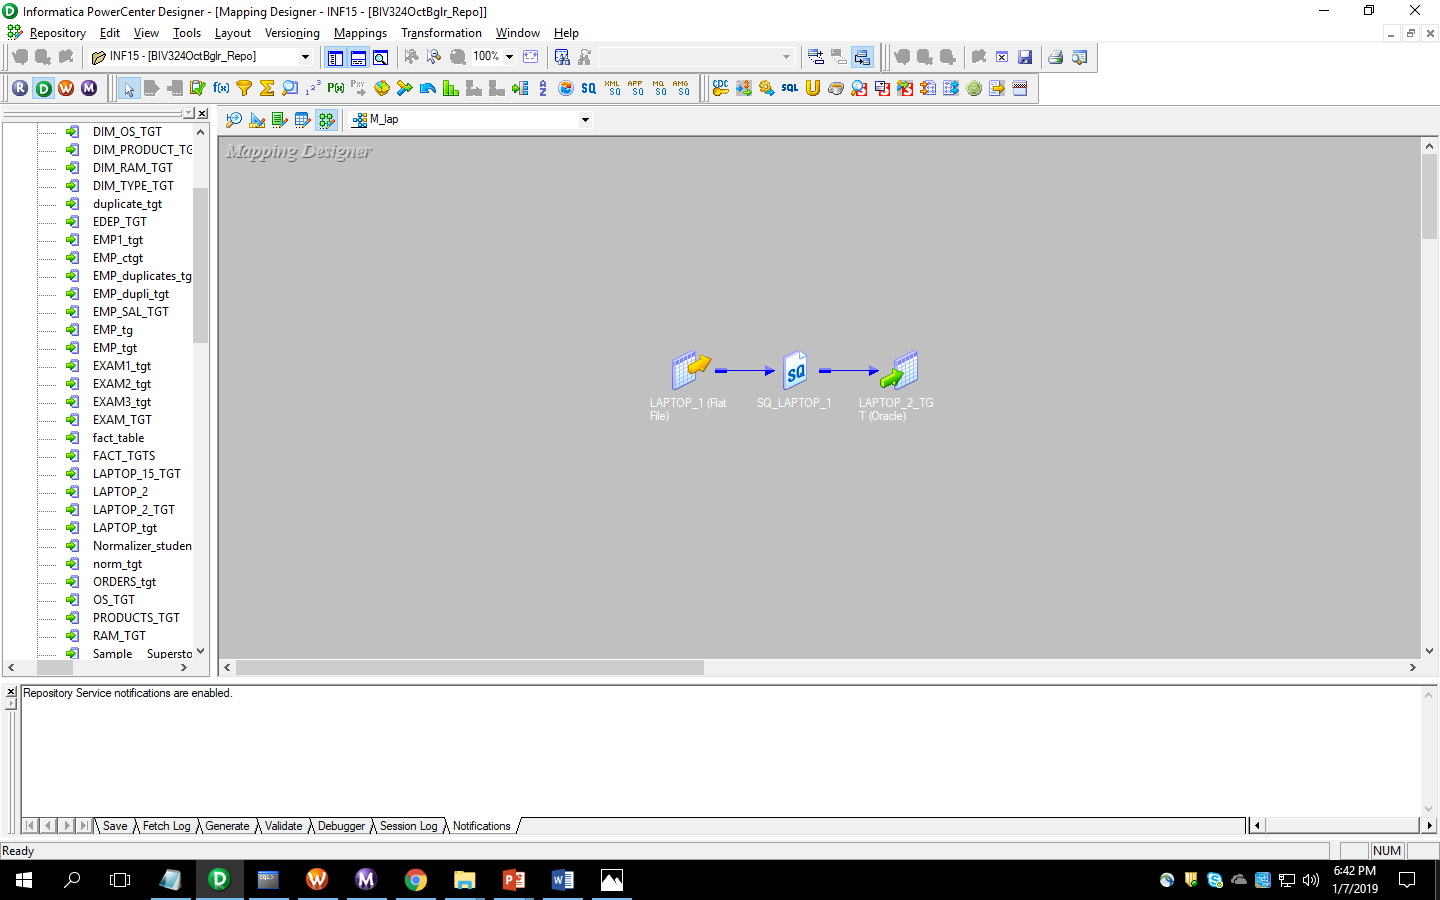 Informatica PowerCenter Designer - [Mapping Designer - INF15 - [BIV324OctBglr_Repo]]
Repository Edit View Tools Layout Versioning Mappings Transformation Window Help
INF15 - [BIV324OctBglr_Repo]
100%
M_lap
Mapping Designer
DIM_OS_TGT
DIM_PRODUCT_TG
DIM_RAM_TGT
DIM_TYPE_TGT
duplicate_tgt
EDEP_TGT
EMP1_tgt
EMP_ctgt
EMP_duplicates_tg
EMP_dupli_tgt
EMP_SAL_TGT
EMP_tg
EMP_tgt
EXAM1_tgt
EXAM2_tgt
EXAM3_tgt
EXAM_TGT
fact_table
FACT_TGTS
LAPTOP_15_TGT
LAPTOP_2
LAPTOP_2_TGT
LAPTOP_tgt
Normalizer_studen
norm_tgt
ORDERS_tgt
OS_TGT
PRODUCTS_TGT
RAM_TGT
Sample Supersto
SQ
LAPTOP_1 (Flat
File)
SQ_LAPTOP_1
LAPTOP_2_TG
T (Oracle)
Repository Service notifications are enabled.
Save Fetch Log Generate Validate Debugger Session Log Notifications
Ready
NUM
6:42 PM
1/7/2019